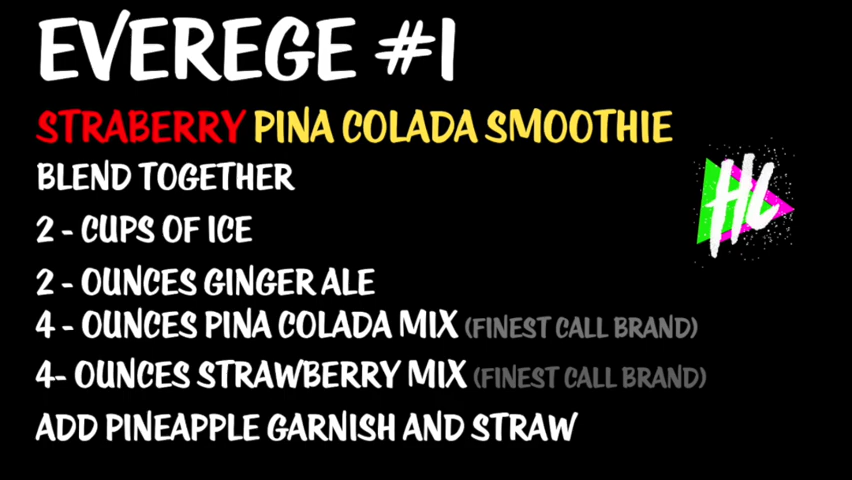 EVEREGE #1
STRABERRY PINA COLADA SMOOTHIE
BLEND TOGETHER
HC
2 - CUPS OF ICE
2 - OUNCES GINGER ALE
4 - OUNCES PINA COLADA MIX (FINEST CALL BRAND)
4- OUNCES STRAWBERRY MIX (FINEST CALL BRAND)
ADD PINEAPPLE GARNISH AND STRAW